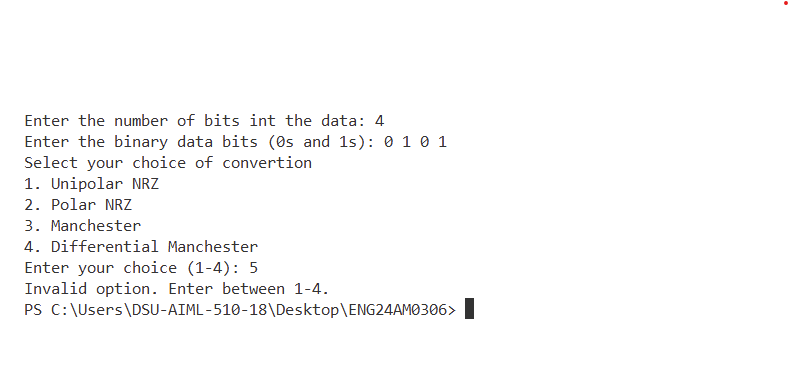 Enter the number of bits int the data: 4
Enter the binary data bits (0s and 1s): 0 1 0 1
Select your choice of convertion
1. Unipolar NRZ
2. Polar NRZ
3. Manchester
4. Differential Manchester
Enter your choice (1-4): 5
Invalid option. Enter between 1-4.
PS C:\Users\DSU-AIML-510-18\Desktop\ENG24AM0306>